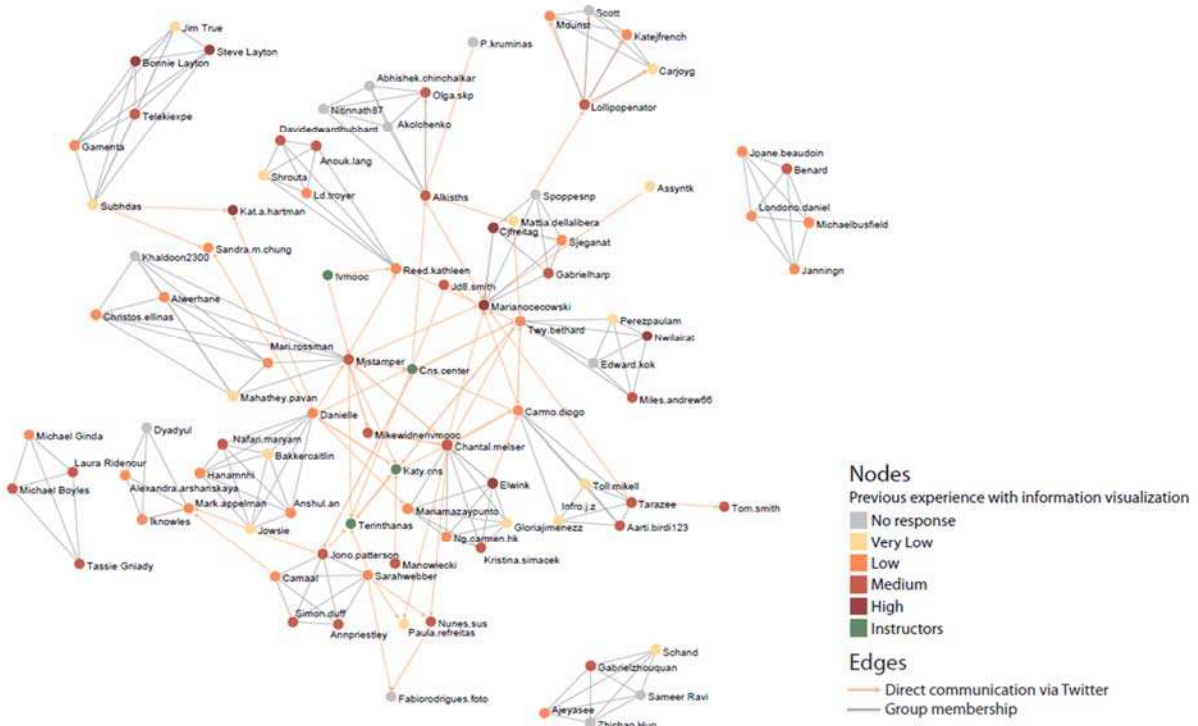 Jim True
Steve Layton
Bonnie Layton
Telekiexpe
Gamenta
Subhdas
Kat.a.hartman
Sandra.m.chung
P.kruminas
Abhishek.chinchalkar
Olga.skp
Nitinnath87
Akolchenko
Davidedwardhubbard
Anouk.lang
Shrouta
Ld.troyer
Alkisths
Scott
Mdunst
Katejfrench
Carjoyg
Lollipopenator
Joane.beaudoin
Benard
Londono.daniel
Michaelbusfield
Janningn
Assyntk
Spoppesnp
Mattia.dellalibera
Cjfreitag
Sjeganat
Gabrielharp
Khaldoon2300
Alwerhane
Christos.ellinas
Mari.rossman
Mahathey.pavan
Ivmooc
Reed.kathleen
Jd8.smith
Marianocecowski
Twy.bethard
Perezpaulam
Nwilairat
Edward.kok
Miles.andrew66
Mjstamper
Cns.center
Danielle
Carmo.diogo
Mikewidnerivmooc
Chantal.meiser
Michael Ginda
Laura Ridenour
Michael Boyles
Tassie Gniady
Dyadyul
Alexandra.arshanskaya
Mark.appelman
Iknowles
Nafari.maryam
Bakkercaitlin
Hanamnhi
Anshul.an
Jowsie
Katy.cns
Elwink
Mariamazaypunto
Gloriajimenezz
Terinthanas
Ng.carmen.hk
Kristina.simacek
Toll.mikell
Infro.j.z
Tarazee
Tom.smith
Aarti.birdi123
Jono.patterson
Manowiecki
Camaal
Sarahwebber
Simon.duff
Annpriestley
Paula.refreitas
Nunes.sus
Fabiorodrigues.foto
Schand
Gabrielzhouquan
Sameer Ravi
Ajeyasee
Nodes
Previous experience with information visualization
No response
Very Low
Low
Medium
High
Instructors
Edges
Direct communication via Twitter
Group membership